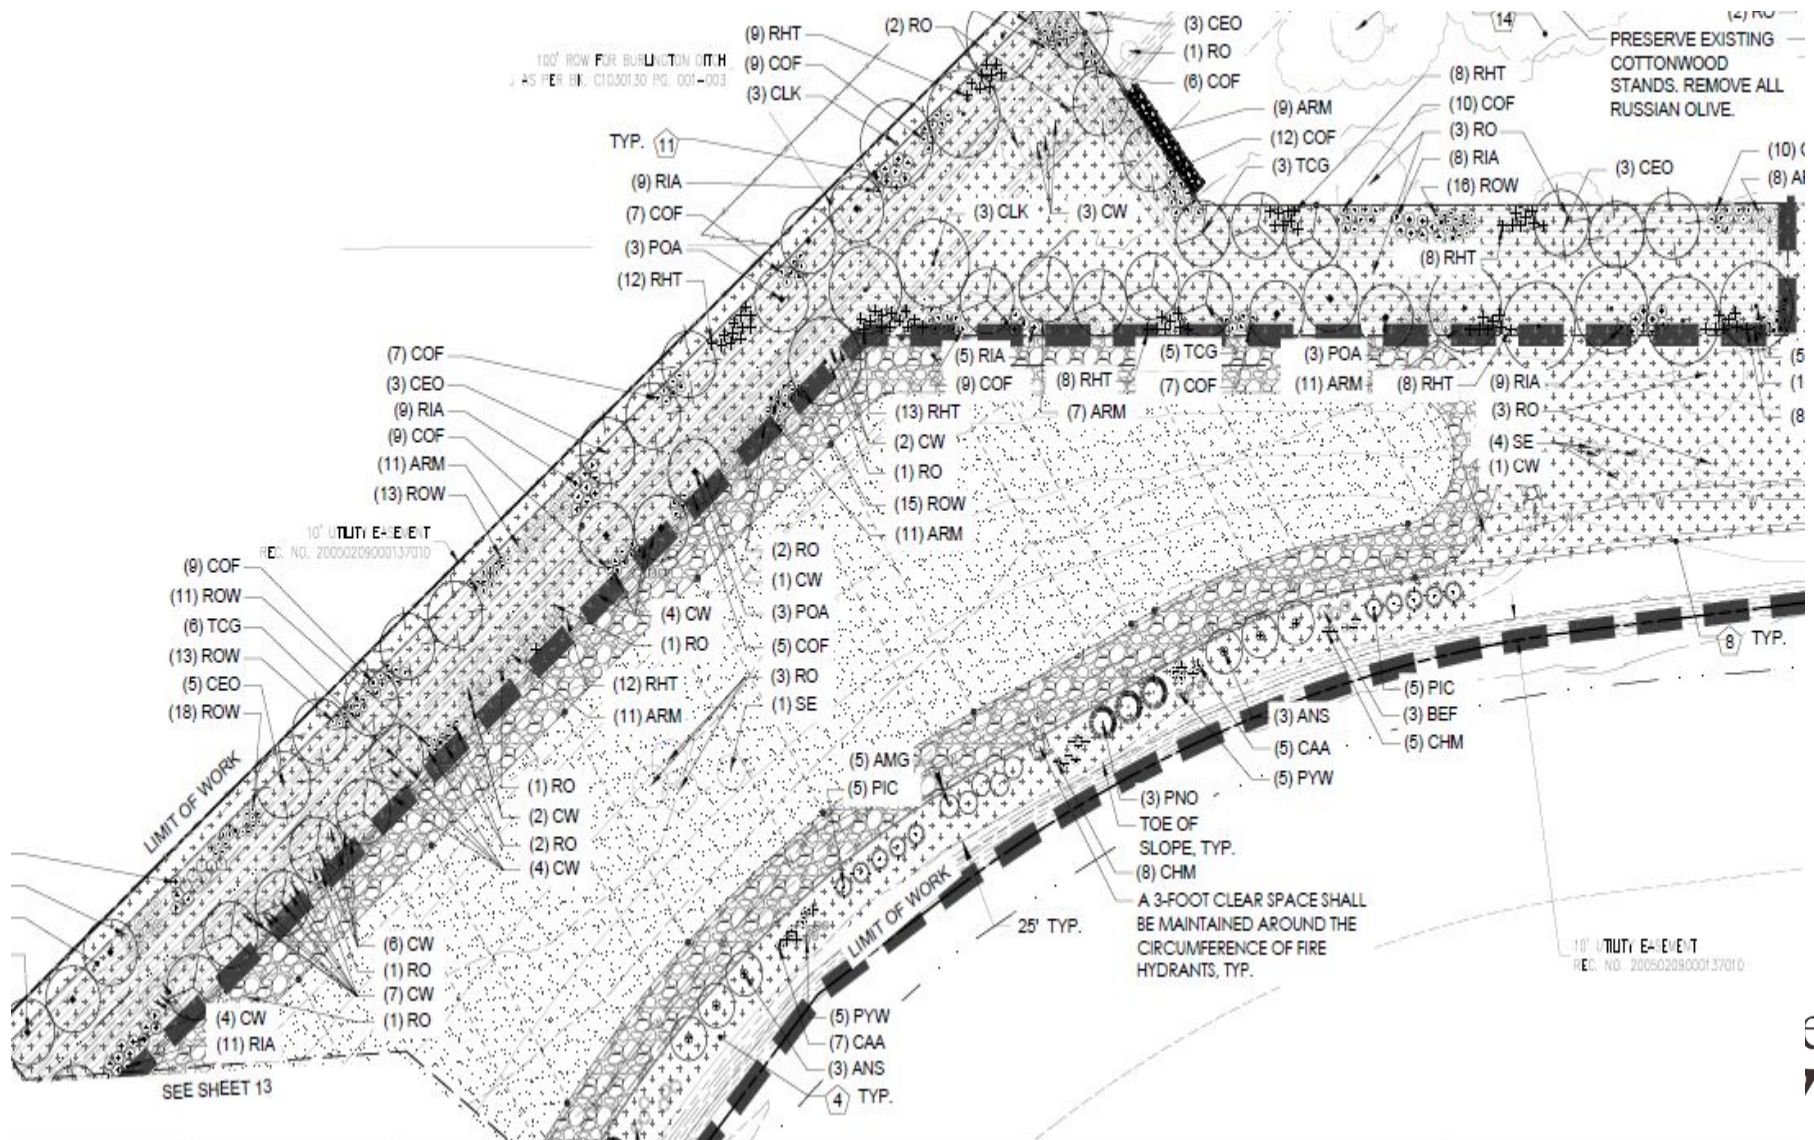 (2) RO
(9) RHT
(9) COF
(3) CLK
100' ROW FOR BURLINGTON DITCH
AS PER BK. C1030130 PG. 001-003
TYP. 11
(9) RIA
(7) COF
(3) POA
(12) RHT
(3) CEO
(1) RO
(6) COF
(9) ARM
(12) COF
(3) TCG
(3) CLK
(3) CW
14
(2) RO
PRESERVE EXISTING
COTTONWOOD
STANDS. REMOVE ALL
RUSSIAN OLIVE.
(8) RHT
(10) COF
(3) RO
(8) RIA
(16) ROW
(3) CEO
(10)
(8)
(8) RHT
(7) COF
(3) CEO
(9) RIA
(9) COF
(11) ARM
(13) ROW
10' UTILITY EASEMENT
REC. NO. 20050209000137010
(5) RIA
(9) COF
(13) RHT
(2) CW
(1) RO
(15) ROW
(11) ARM
(8) RHT
(7) ARM
(5) TCG
(7) COF
(3) POA
(11) ARM
(8) RHT
(9) RIA
(3) RO
(4) SE
(1) CW
(9) COF
(11) ROW
(6) TCG
(13) ROW
(5) CEO
(18) ROW
(2) RO
(1) CW
(3) POA
(5) COF
(3) RO
(1) SE
(4) CW
(1) RO
(12) RHT
(11) ARM
LIMIT OF WORK
(1) RO
(2) CW
(2) RO
(4) CW
(5) AMG
(5) PIC
8 TYP.
(5) PIC
(3) BEF
(5) CHM
(3) ANS
(5) CAA
(5) PYW
(3) PNO
TOE OF
SLOPE, TYP.
(8) CHM
A 3-FOOT CLEAR SPACE SHALL
BE MAINTAINED AROUND THE
CIRCUMFERENCE OF FIRE
HYDRANTS, TYP.
LIMIT OF WORK
25' TYP.
10' UTILITY EASEMENT
REC. NO. 20050209000137010
(6) CW
(1) RO
(7) CW
(1) RO
(4) CW
(11) RIA
SEE SHEET 13
(5) PYW
(7) CAA
(3) ANS
4 TYP.